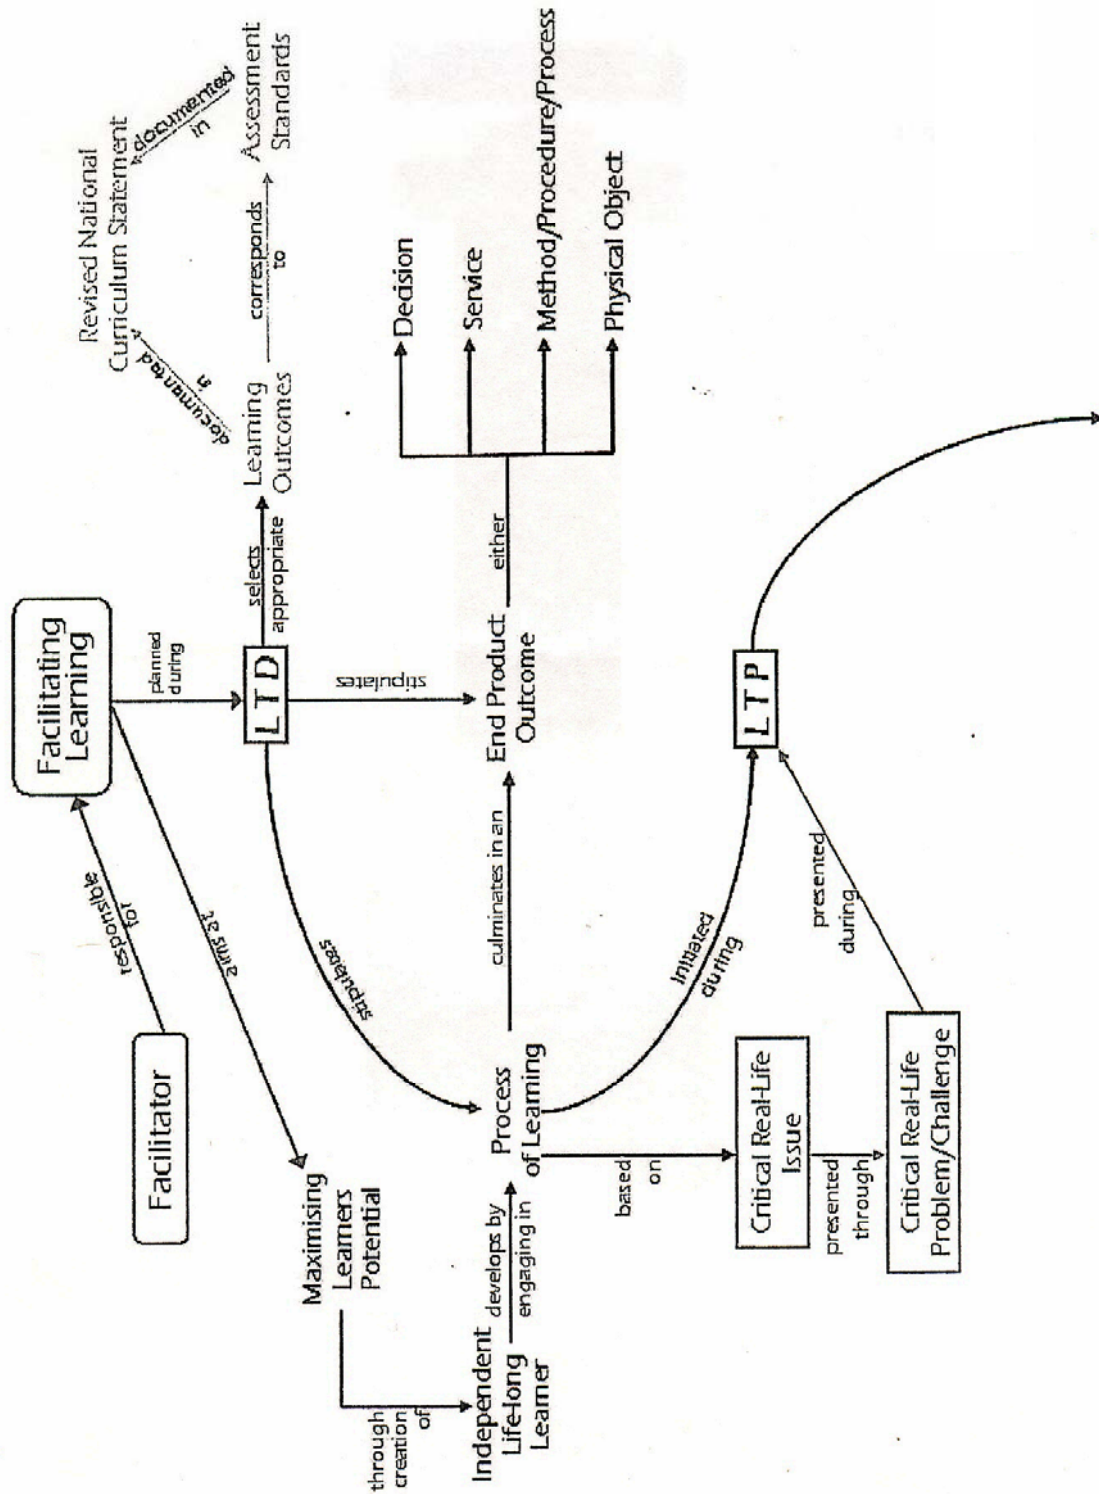 Facilitator
responsible
for
Facilitating
Learning
aims at
planned
during
Maximising
Learners
Potential
through
creation
of
Independent
Life-long
Learner
develops by
engaging in
LTD
selects
appropriate
Learning
Outcomes
documented
in
Revised National
Curriculum Statement
corresponds
to
Assessment
Standards
documented
in
stipulates
stipulates
Process
of Learning
culminates in an
End Product
Outcome
either
Decision
Service
Method/Procedure/Process
Physical Object
based
on
Critical Real-Life
Issue
presented
through
Critical Real-Life
Problem/Challenge
presented
during
initiated
during
LTP